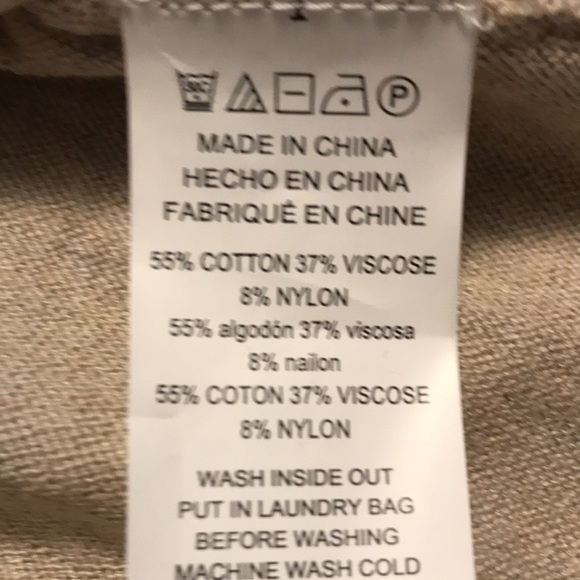 P
MADE IN CHINA
HECHO EN CHINA
FABRIQUÉ EN CHINE
55% COTTON 37% VISCOSE
8% NYLON
55% algodón 37% viscosa
8% nailon
55% COTON 37% VISCOSE
8% NYLON
WASH INSIDE OUT
PUT IN LAUNDRY BAG
BEFORE WASHING
MACHINE WASH COLD